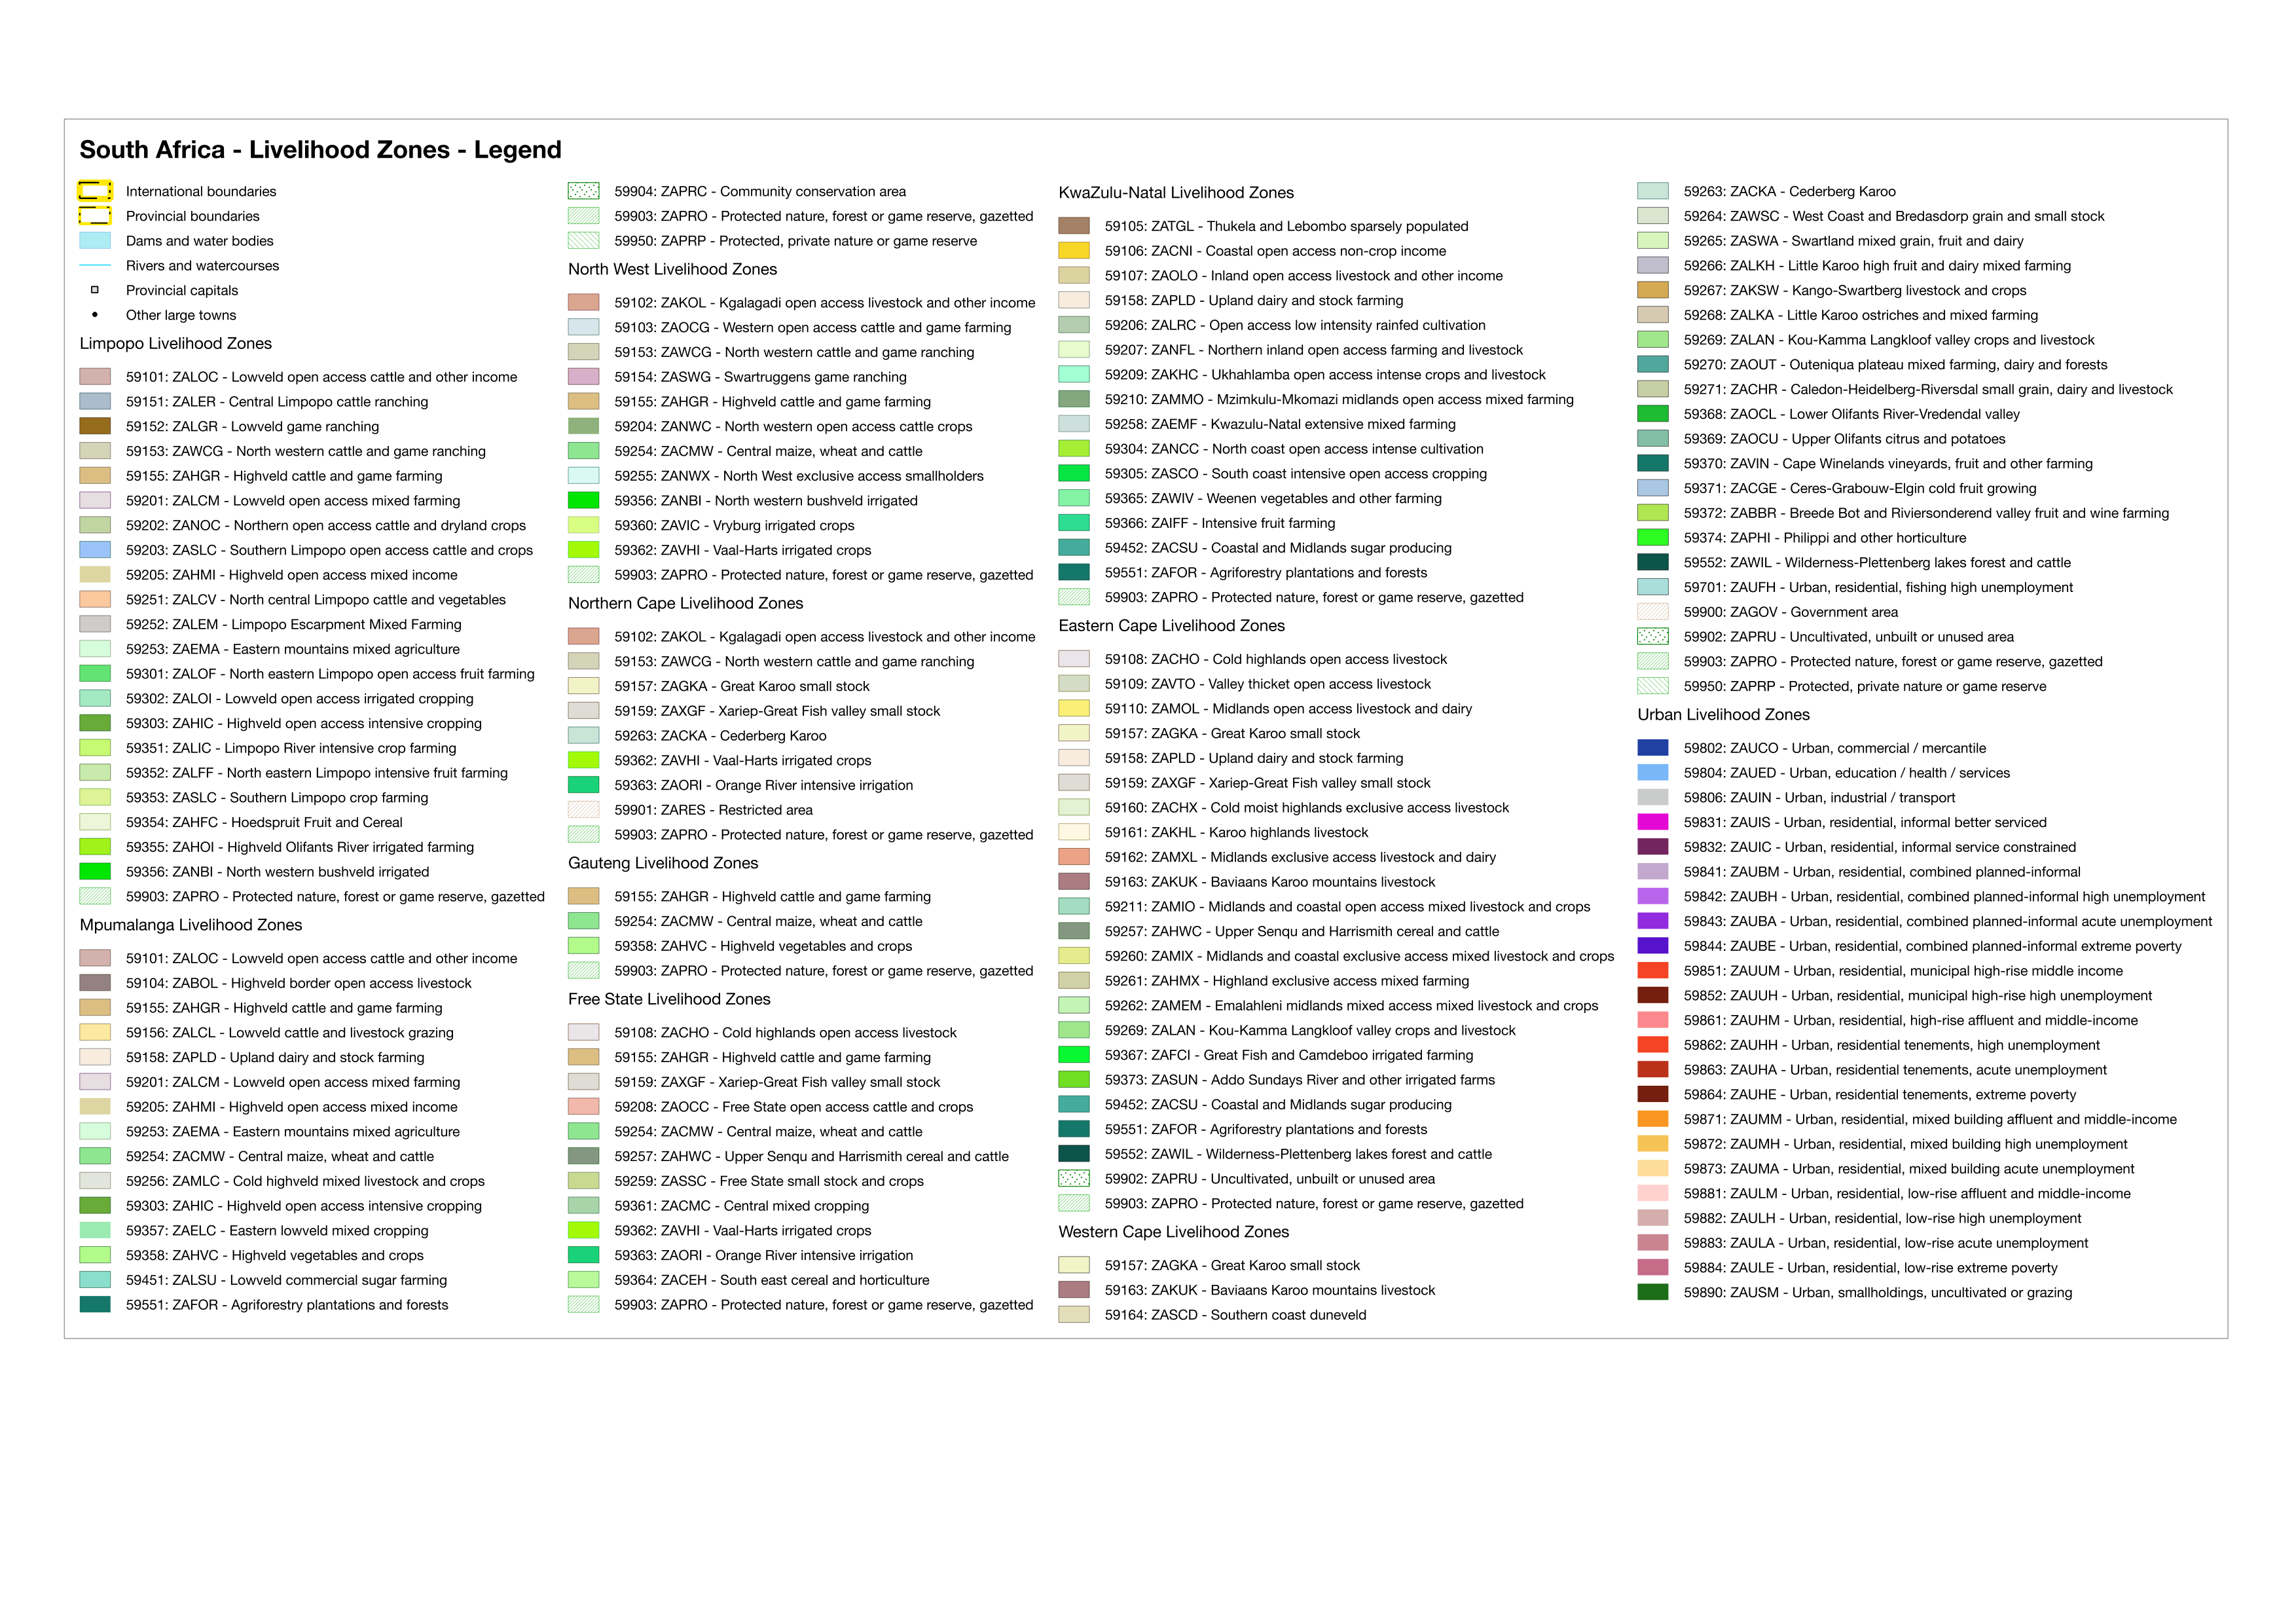 South Africa - Livelihood Zones - Legend
International boundaries
Provincial boundaries
Dams and water bodies
Rivers and watercourses
Provincial capitals
Other large towns
Limpopo Livelihood Zones
59101: ZALOC - Lowveld open access cattle and other income
59151: ZALER - Central Limpopo cattle ranching
59152: ZALGR - Lowveld game ranching
59153: ZAWCG - North western cattle and game ranching
59155: ZAHGR - Highveld cattle and game farming
59201: ZALCM - Lowveld open access mixed farming
59202: ZANOC - Northern open access cattle and dryland crops
59203: ZASLC - Southern Limpopo open access cattle and crops
59205: ZAHMI - Highveld open access mixed income
59251: ZALCV - North central Limpopo cattle and vegetables
59252: ZALEM - Limpopo Escarpment Mixed Farming
59253: ZAEMA - Eastern mountains mixed agriculture
59301: ZALOF - North eastern Limpopo open access fruit farming
59302: ZALOI - Lowveld open access irrigated cropping
59303: ZAHIC - Highveld open access intensive cropping
59351: ZALIC - Limpopo River intensive crop farming
59352: ZALFF - North eastern Limpopo intensive fruit farming
59353: ZASLC - Southern Limpopo crop farming
59354: ZAHFC - Hoedspruit Fruit and Cereal
59355: ZAHOI - Highveld Olifants River irrigated farming
59356: ZANBI - North western bushveld irrigated
59903: ZAPRO - Protected nature, forest or game reserve, gazetted
Mpumalanga Livelihood Zones
59101: ZALOC - Lowveld open access cattle and other income
59104: ZABOL - Highveld border open access livestock
59155: ZAHGR - Highveld cattle and game farming
59156: ZALCL - Lowveld cattle and livestock grazing
59158: ZAPLD - Upland dairy and stock farming
59201: ZALCM - Lowveld open access mixed farming
59205: ZAHMI - Highveld open access mixed income
59253: ZAEMA - Eastern mountains mixed agriculture
59254: ZACMW - Central maize, wheat and cattle
59256: ZAMLC - Cold highveld mixed livestock and crops
59303: ZAHIC - Highveld open access intensive cropping
59357: ZAELC - Eastern lowveld mixed cropping
59358: ZAHVC - Highveld vegetables and crops
59451: ZALSU - Lowveld commercial sugar farming
59551: ZAFOR - Agriforestry plantations and forests
59904: ZAPRC - Community conservation area
59903: ZAPRO - Protected nature, forest or game reserve, gazetted
59950: ZAPRP - Protected, private nature or game reserve
North West Livelihood Zones
59102: ZAKOL - Kgalagadi open access livestock and other income
59103: ZAOCG - Western open access cattle and game farming
59153: ZAWCG - North western cattle and game ranching
59154: ZASWG - Swartruggens game ranching
59155: ZAHGR - Highveld cattle and game farming
59204: ZANWC - North western open access cattle crops
59254: ZACMW - Central maize, wheat and cattle
59255: ZANWX - North West exclusive access smallholders
59356: ZANBI - North western bushveld irrigated
59360: ZAVIC - Vryburg irrigated crops
59362: ZAVHI - Vaal-Harts irrigated crops
59903: ZAPRO - Protected nature, forest or game reserve, gazetted
Northern Cape Livelihood Zones
59102: ZAKOL - Kgalagadi open access livestock and other income
59153: ZAWCG - North western cattle and game ranching
59157: ZAGKA - Great Karoo small stock
59159: ZAXGF - Xariep-Great Fish valley small stock
59263: ZACKA - Cederberg Karoo
59362: ZAVHI - Vaal-Harts irrigated crops
59363: ZAORI - Orange River intensive irrigation
59901: ZARES - Restricted area
59903: ZAPRO - Protected nature, forest or game reserve, gazetted
Gauteng Livelihood Zones
59155: ZAHGR - Highveld cattle and game farming
59254: ZACMW - Central maize, wheat and cattle
59358: ZAHVC - Highveld vegetables and crops
59903: ZAPRO - Protected nature, forest or game reserve, gazetted
Free State Livelihood Zones
59108: ZACHO - Cold highlands open access livestock
59155: ZAHGR - Highveld cattle and game farming
59159: ZAXGF - Xariep-Great Fish valley small stock
59208: ZAOCC - Free State open access cattle and crops
59254: ZACMW - Central maize, wheat and cattle
59257: ZAHWC - Upper Senqu and Harrismith cereal and cattle
59259: ZASSC - Free State small stock and crops
59361: ZACMC - Central mixed cropping
59362: ZAVHI - Vaal-Harts irrigated crops
59363: ZAORI - Orange River intensive irrigation
59364: ZACEH - South east cereal and horticulture
59903: ZAPRO - Protected nature, forest or game reserve, gazetted
KwaZulu-Natal Livelihood Zones
59105: ZATGL - Thukela and Lebombo sparsely populated
59106: ZACNI - Coastal open access non-crop income
59107: ZAOLO - Inland open access livestock and other income
59158: ZAPLD - Upland dairy and stock farming
59206: ZALRC - Open access low intensity rainfed cultivation
59207: ZANFL - Northern inland open access farming and livestock
59209: ZAKHC - Ukhahlamba open access intense crops and livestock
59210: ZAMMO - Mzimkulu-Mkomazi midlands open access mixed farming
59258: ZAEMF - Kwazulu-Natal extensive mixed farming
59304: ZANCC - North coast open access intense cultivation
59305: ZASCO - South coast intensive open access cropping
59365: ZAWIV - Weenen vegetables and other farming
59366: ZAIFF - Intensive fruit farming
59452: ZACSU - Coastal and Midlands sugar producing
59551: ZAFOR - Agriforestry plantations and forests
59903: ZAPRO - Protected nature, forest or game reserve, gazetted
Eastern Cape Livelihood Zones
59108: ZACHO - Cold highlands open access livestock
59109: ZAVTO - Valley thicket open access livestock
59110: ZAMOL - Midlands open access livestock and dairy
59157: ZAGKA - Great Karoo small stock
59158: ZAPLD - Upland dairy and stock farming
59159: ZAXGF - Xariep-Great Fish valley small stock
59160: ZACHX - Cold moist highlands exclusive access livestock
59161: ZAKHL - Karoo highlands livestock
59162: ZAMXL - Midlands exclusive access livestock and dairy
59163: ZAKUK - Baviaans Karoo mountains livestock
59211: ZAMIO - Midlands and coastal open access mixed livestock and crops
59257: ZAHWC - Upper Senqu and Harrismith cereal and cattle
59260: ZAMIX - Midlands and coastal exclusive access mixed livestock and crops
59261: ZAHMX - Highland exclusive access mixed farming
59262: ZAMEM - Emalahleni midlands mixed access mixed livestock and crops
59269: ZALAN - Kou-Kamma Langkloof valley crops and livestock
59367: ZAFCI - Great Fish and Camdeboo irrigated farming
59373: ZASUN - Addo Sundays River and other irrigated farms
59452: ZACSU - Coastal and Midlands sugar producing
59551: ZAFOR - Agriforestry plantations and forests
59552: ZAWIL - Wilderness-Plettenberg lakes forest and cattle
59902: ZAPRU - Uncultivated, unbuilt or unused area
59903: ZAPRO - Protected nature, forest or game reserve, gazetted
Western Cape Livelihood Zones
59157: ZAGKA - Great Karoo small stock
59163: ZAKUK - Baviaans Karoo mountains livestock
59164: ZASCD - Southern coast duneveld
59263: ZACKA - Cederberg Karoo
59264: ZAWSC - West Coast and Bredasdorp grain and small stock
59265: ZASWA - Swartland mixed grain, fruit and dairy
59266: ZALKH - Little Karoo high fruit and dairy mixed farming
59267: ZAKSW - Kango-Swartberg livestock and crops
59268: ZALKA - Little Karoo ostriches and mixed farming
59269: ZALAN - Kou-Kamma Langkloof valley crops and livestock
59270: ZAOUT - Outeniqua plateau mixed farming, dairy and forests
59271: ZACHR - Caledon-Heidelberg-Riversdal small grain, dairy and livestock
59368: ZAOCL - Lower Olifants River-Vredendal valley
59369: ZAOCU - Upper Olifants citrus and potatoes
59370: ZAVIN - Cape Winelands vineyards, fruit and other farming
59371: ZACGE - Ceres-Grabouw-Elgin cold fruit growing
59372: ZABBR - Breede Bot and Riviersonderend valley fruit and wine farming
59374: ZAPHI - Philippi and other horticulture
59552: ZAWIL - Wilderness-Plettenberg lakes forest and cattle
59701: ZAUFH - Urban, residential, fishing high unemployment
59900: ZAGOV - Government area
59902: ZAPRU - Uncultivated, unbuilt or unused area
59903: ZAPRO - Protected nature, forest or game reserve, gazetted
59950: ZAPRP - Protected, private nature or game reserve
Urban Livelihood Zones
59802: ZAUCO - Urban, commercial / mercantile
59804: ZAUED - Urban, education / health / services
59806: ZAUIN - Urban, industrial / transport
59831: ZAUIS - Urban, residential, informal better serviced
59832: ZAUIC - Urban, residential, informal service constrained
59841: ZAUBM - Urban, residential, combined planned-informal
59842: ZAUBH - Urban, residential, combined planned-informal high unemployment
59843: ZAUBA - Urban, residential, combined planned-informal acute unemployment
59844: ZAUBE - Urban, residential, combined planned-informal extreme poverty
59851: ZAUUM - Urban, residential, municipal high-rise middle income
59852: ZAUUH - Urban, residential, municipal high-rise high unemployment
59861: ZAUHM - Urban, residential, high-rise affluent and middle-income
59862: ZAUHH - Urban, residential tenements, high unemployment
59863: ZAUHA - Urban, residential tenements, acute unemployment
59864: ZAUHE - Urban, residential tenements, extreme poverty
59871: ZAUMM - Urban, residential, mixed building affluent and middle-income
59872: ZAUMH - Urban, residential, mixed building high unemployment
59873: ZAUMA - Urban, residential, mixed building acute unemployment
59881: ZAULM - Urban, residential, low-rise affluent and middle-income
59882: ZAULH - Urban, residential, low-rise high unemployment
59883: ZAULA - Urban, residential, low-rise acute unemployment
59884: ZAULE - Urban, residential, low-rise extreme poverty
59890: ZAUSM - Urban, smallholdings, uncultivated or grazing